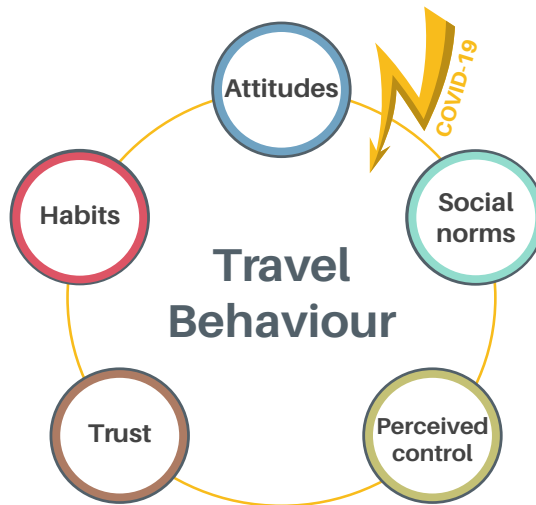 Attitudes
COVID-19
Habits
Social
norms
Travel
Behaviour
Trust
Perceived
control